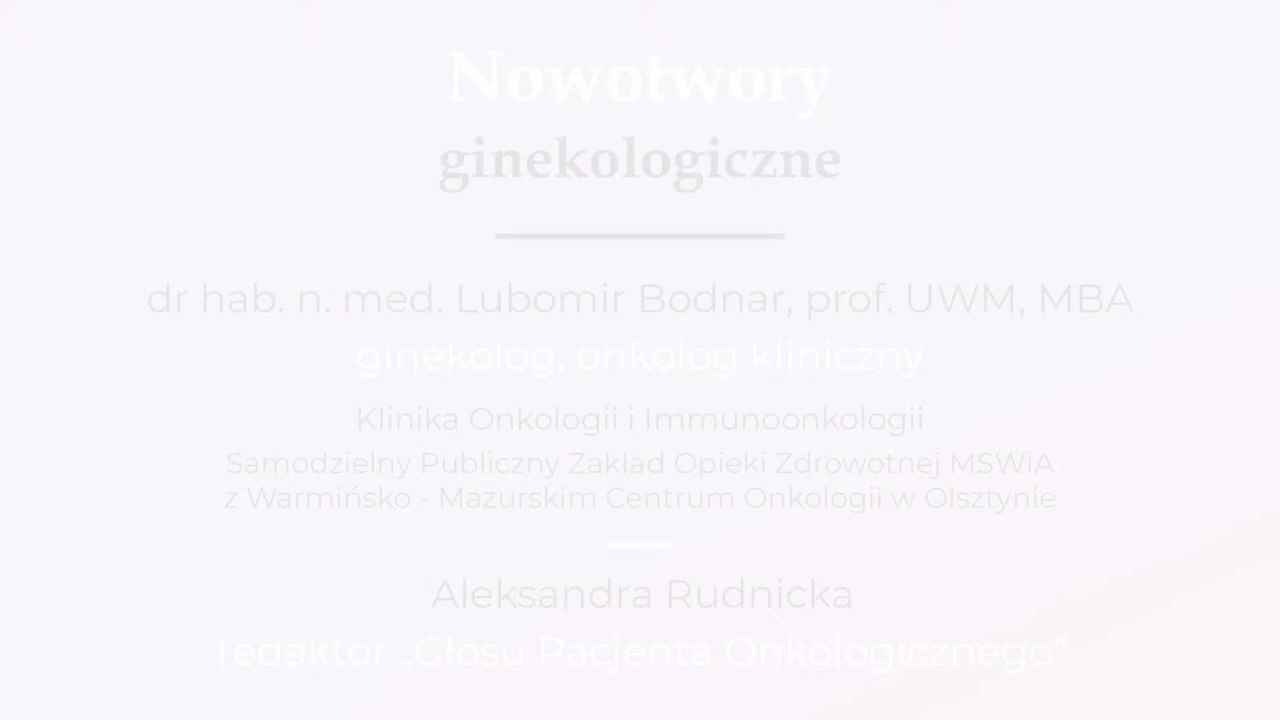 Nowotwory
ginekologiczne
dr hab. n. med. Lubomir Bodnar, prof. UWM, MBA
ginekolog, onkolog kliniczny
Klinika Onkologii i Immunoonkologii
Samodzielny Publiczny Zakład Opieki Zdrowotnej MSWiA
z Warmińsko - Mazurskim Centrum Onkologii w Olsztynie
Aleksandra Rudnicka
redaktor „Głosu Pacjenta Onkologicznego”